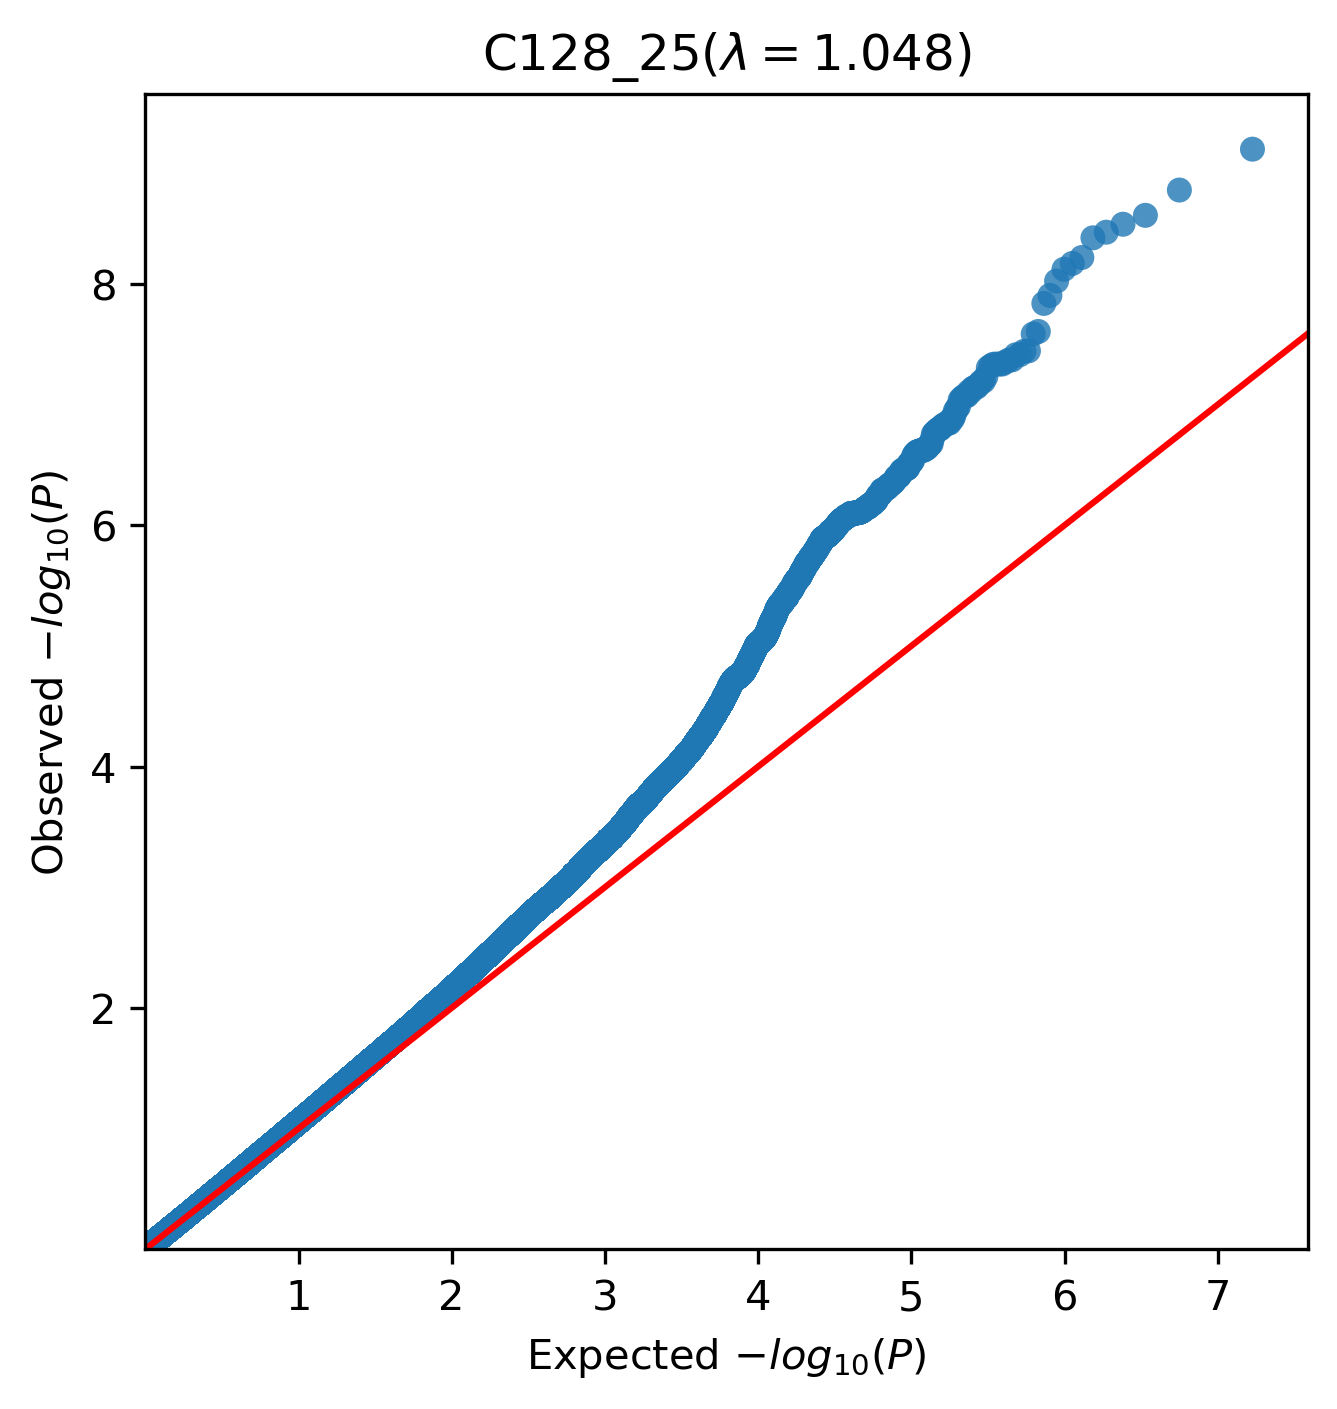 C128_25(λ = 1.048)
Observed −log₁₀(P)
8
6
4
2
1 2 3 4 5 6 7
Expected −log₁₀(P)